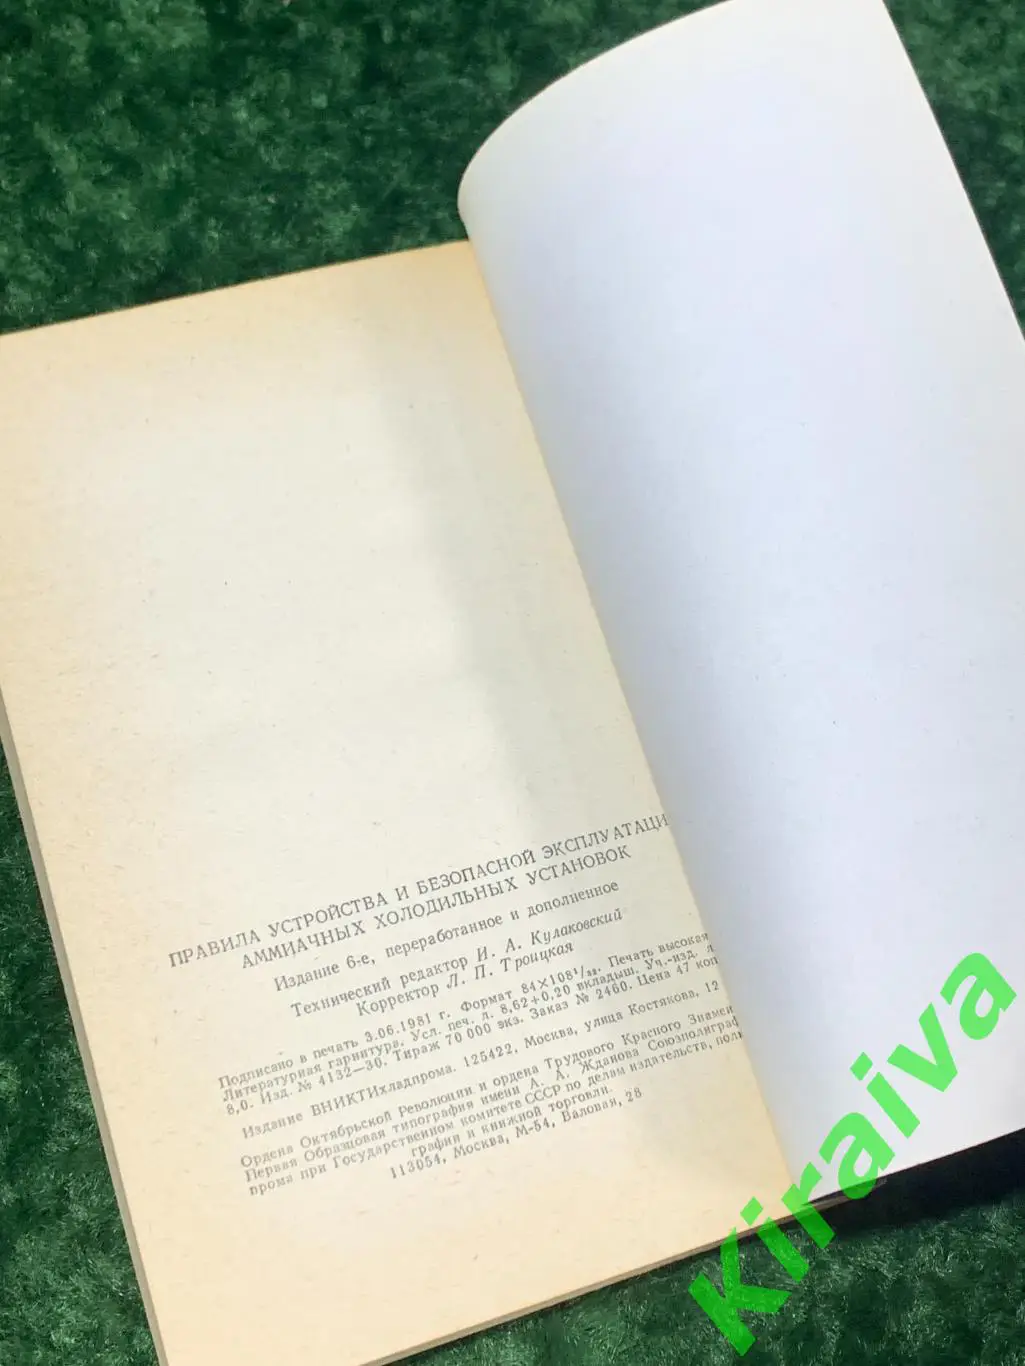 ПРАВИЛА УСТРОЙСТВА И БЕЗОПАСНОЙ ЭКСПЛУАТАЦИ
АММИАЧНЫХ ХОЛОДИЛЬНЫХ УСТАНОВОК
Издание 6-е, переработанное и дополненное
Технический редактор И. А. Кулаковский
Корректор Л. П. Троицкая
Подписано в печать 3.06.1981 г. Формат 84×108¹/₃₂. Печать высокая
Литературная гарнитура. Усл. печ. л. 8,62+0,20 вкладыш. Уч.-изд. л.
8,0. Изд. № 4132—30. Тираж 70 000 экз. Заказ № 2460. Цена 47 коп
Издание ВНИКТИхладпрома. 125422, Москва, улица Костякова, 12
Ордена Октябрьской Революции и ордена Трудового Красного Знамен
Первая Образцовая типография имени А. А. Жданова Союзполиграф
прома при Государственном комитете СССР по делам издательств, поли
графии и книжной торговли.
113054, Москва, М-54, Валовая, 28
Kiraiva